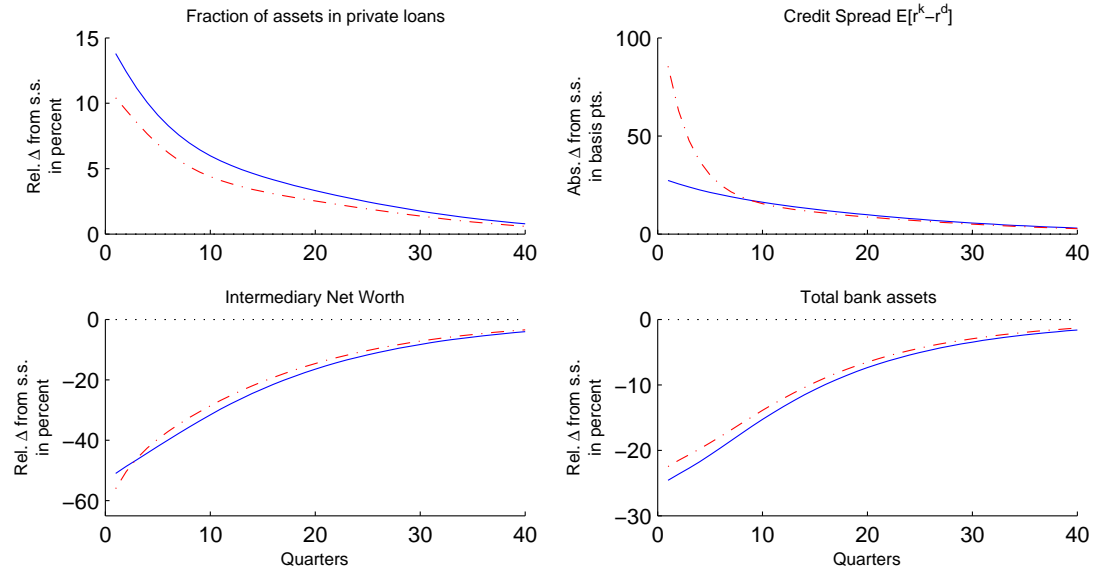 Fraction of assets in private loans
Rel. Δ from s.s.
in percent
15
10
5
0
0 10 20 30 40
Credit Spread E[r^k−r^d]
Abs. Δ from s.s.
in basis pts.
100
50
0
0 10 20 30 40
Intermediary Net Worth
Rel. Δ from s.s.
in percent
0
−20
−40
−60
0 10 20 30 40
Quarters
Total bank assets
Rel. Δ from s.s.
in percent
0
−10
−20
−30
0 10 20 30 40
Quarters